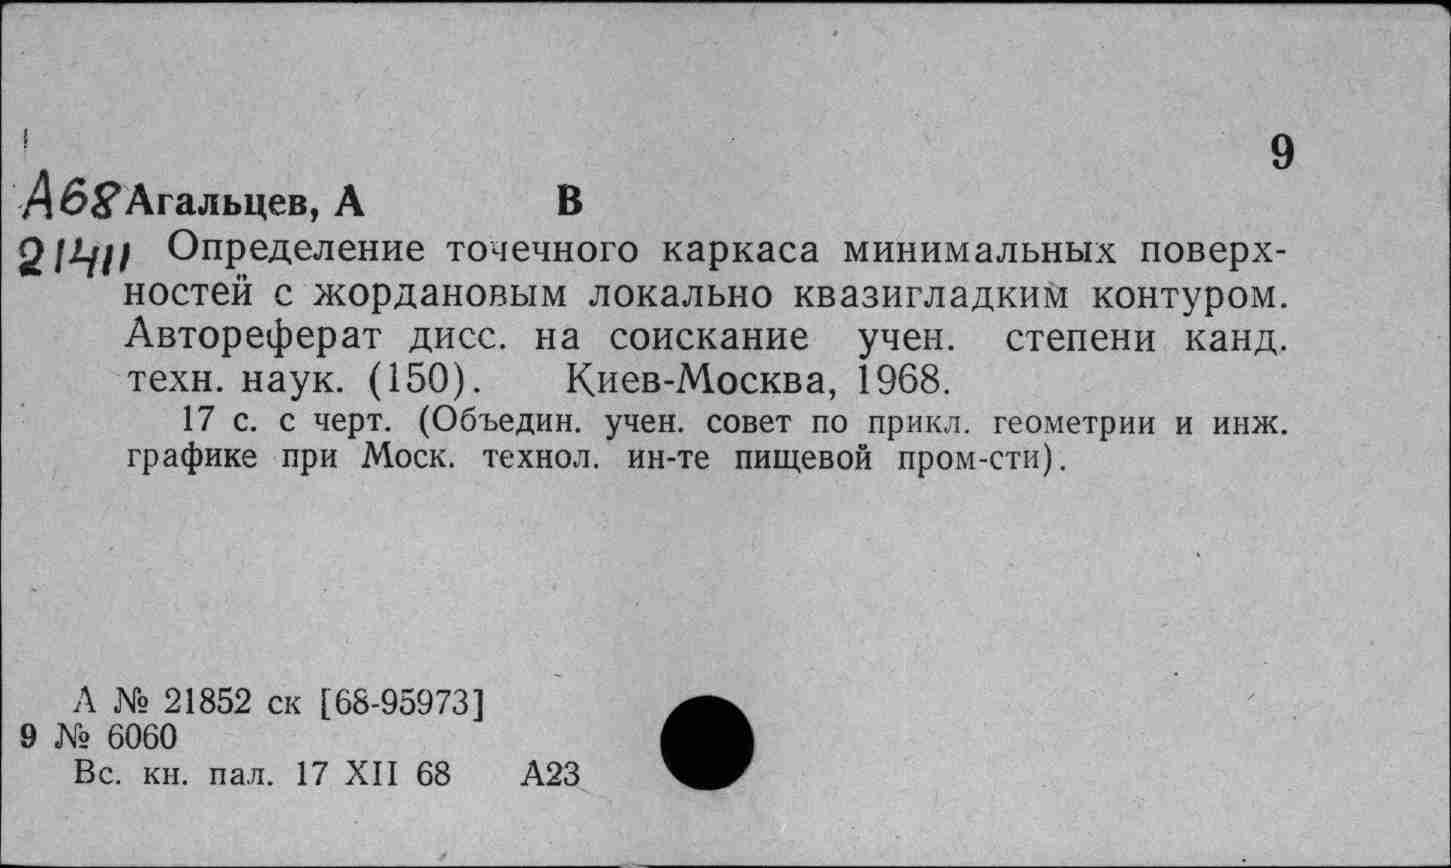 9
А68 Агальцев, А В
21411 Определение точечного каркаса минимальных поверх-
ностей с жордановым локально квазигладким контуром.
Автореферат дисс. на соискание учен. степени канд.
техн. наук. (150). Киев-Москва, 1968.
17 с. с черт. (Объедин. учен. совет по прикл. геометрии и инж.
графике при Моск. технол. ин-те пищевой пром-сти).
А № 21852 ск [68-95973]
9 № 6060
Вс. кн. пал. 17 XII 68 А23